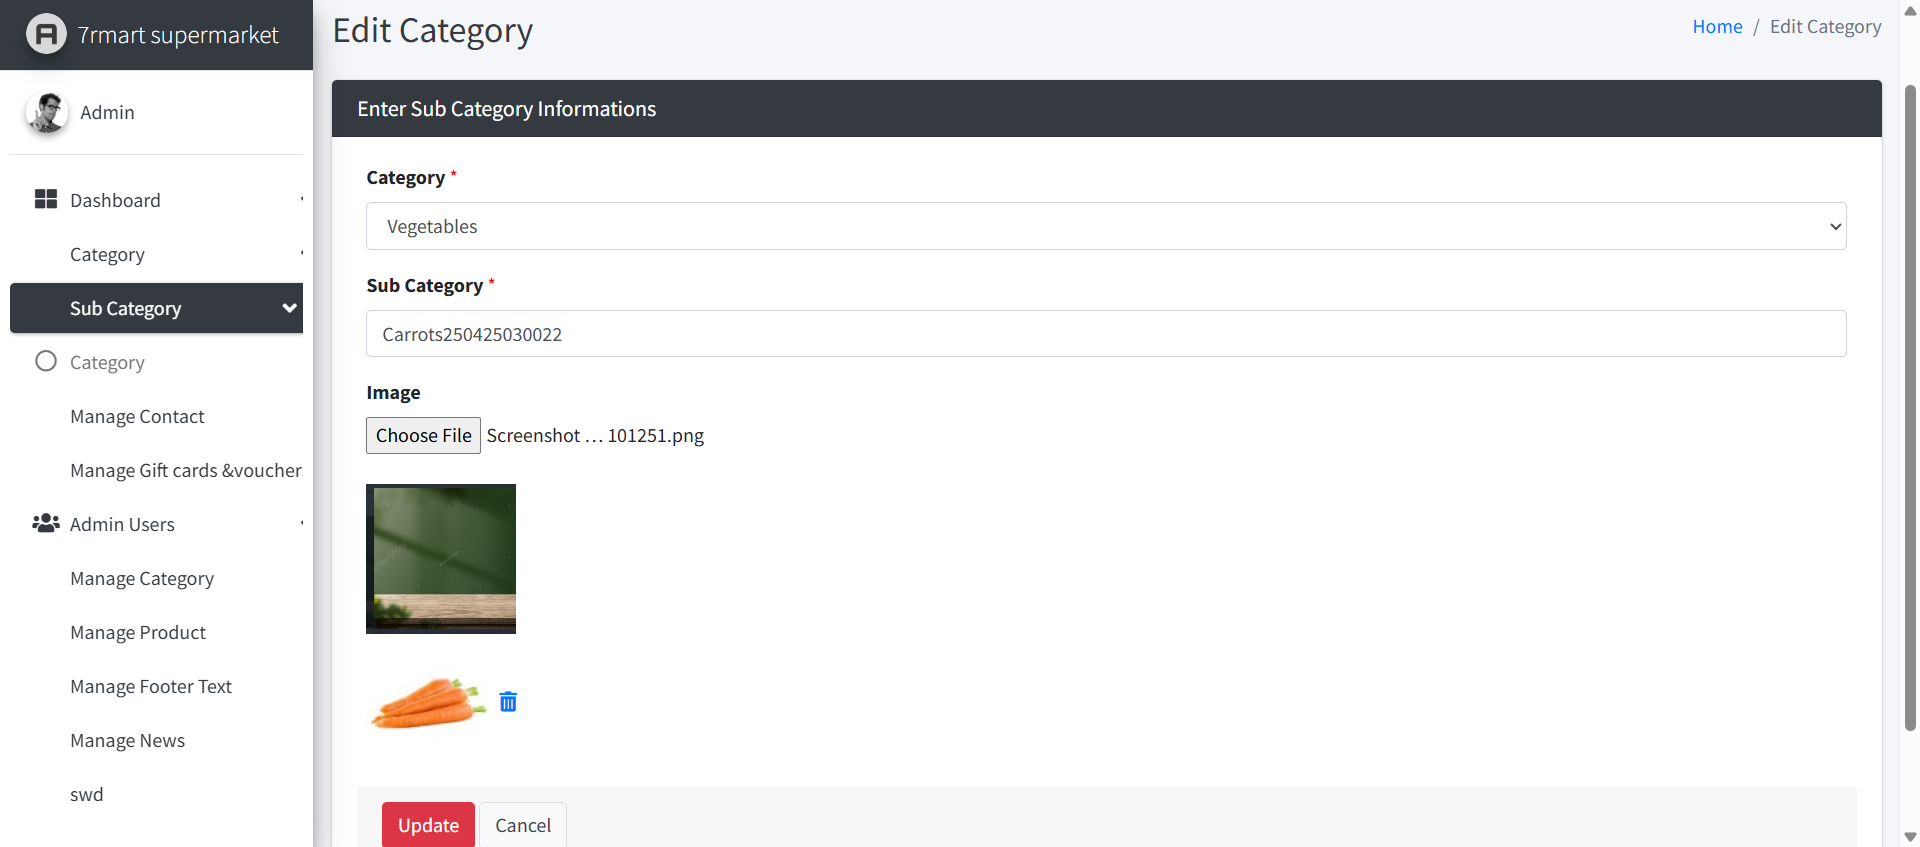 7rmart supermarket
Admin
Dashboard
Category
Sub Category
Category
Manage Contact
Manage Gift cards &voucher
Admin Users
Manage Category
Manage Product
Manage Footer Text
Manage News
swd
Edit Category
Home / Edit Category
Enter Sub Category Informations
Category *
Vegetables
Sub Category *
Carrots250425030022
Image
Choose File Screenshot ... 101251.png
Update Cancel